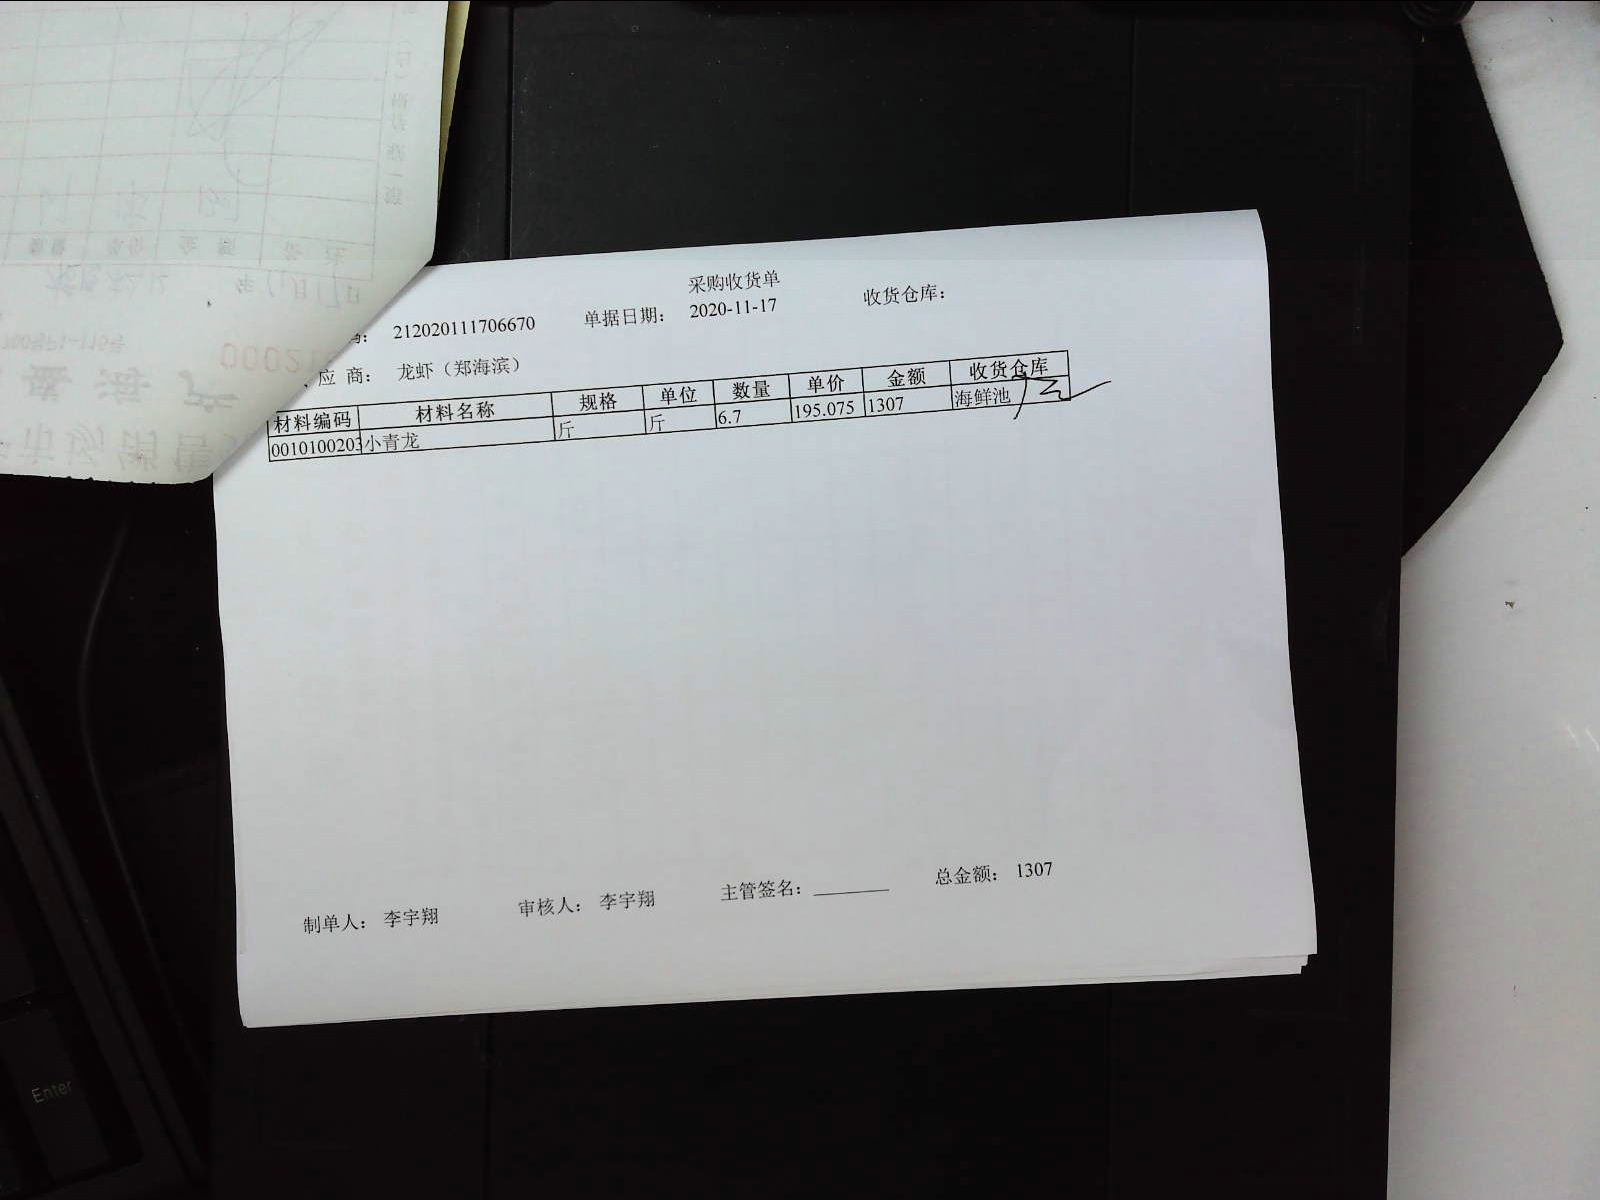 采购收货单
212020111706670 单据日期： 2020-11-17 收货仓库：
应 商： 龙虾（郑海滨）
材料编码 材料名称 规格 单位 数量 单价 金额 收货仓库
0010100203 小青龙 斤 斤 6.7 195.075 1307 海鲜池
制单人： 李宇翔 审核人： 李宇翔 主管签名： 总金额： 1307
Enter